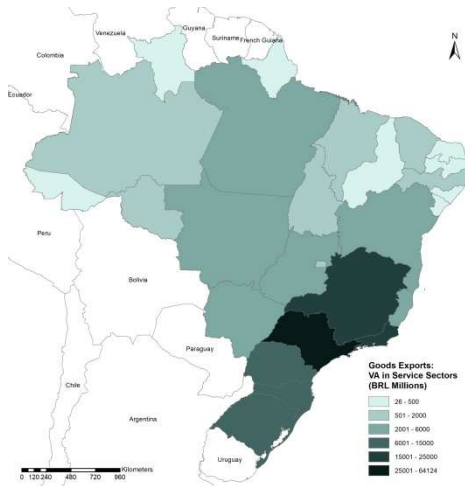 Venezuela
Guyana
Suriname
French Guiana
Colombia
N
Ecuador
Peru
Bolivia
Paraguay
Chile
Argentina
Uruguay
Goods Exports:
VA in Service Sectors
(BRL Millions)
26 - 500
501 - 2000
2001 - 6000
6001 - 15000
15001 - 25000
25001 - 64124
Kilometers
0 120 240 480 720 960